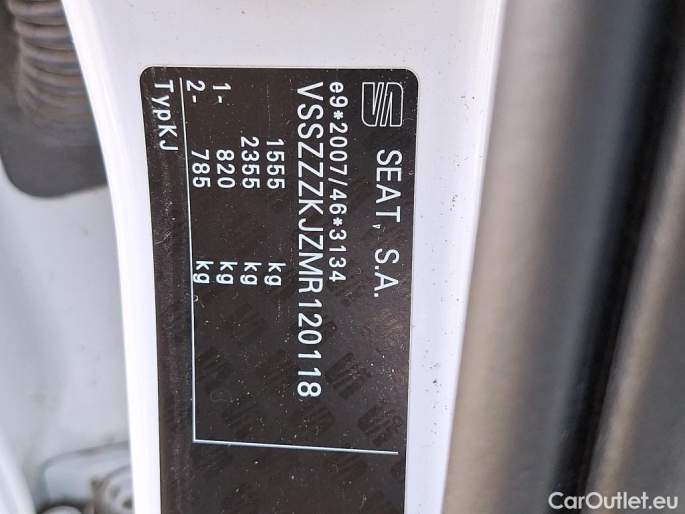 SEAT, S.A.
e9*2007/46*3134
VSSZZZKJZMR120118
1555 kg
2355 kg
1- 820 kg
2- 785 kg
TypKJ
CarOutlet.eu